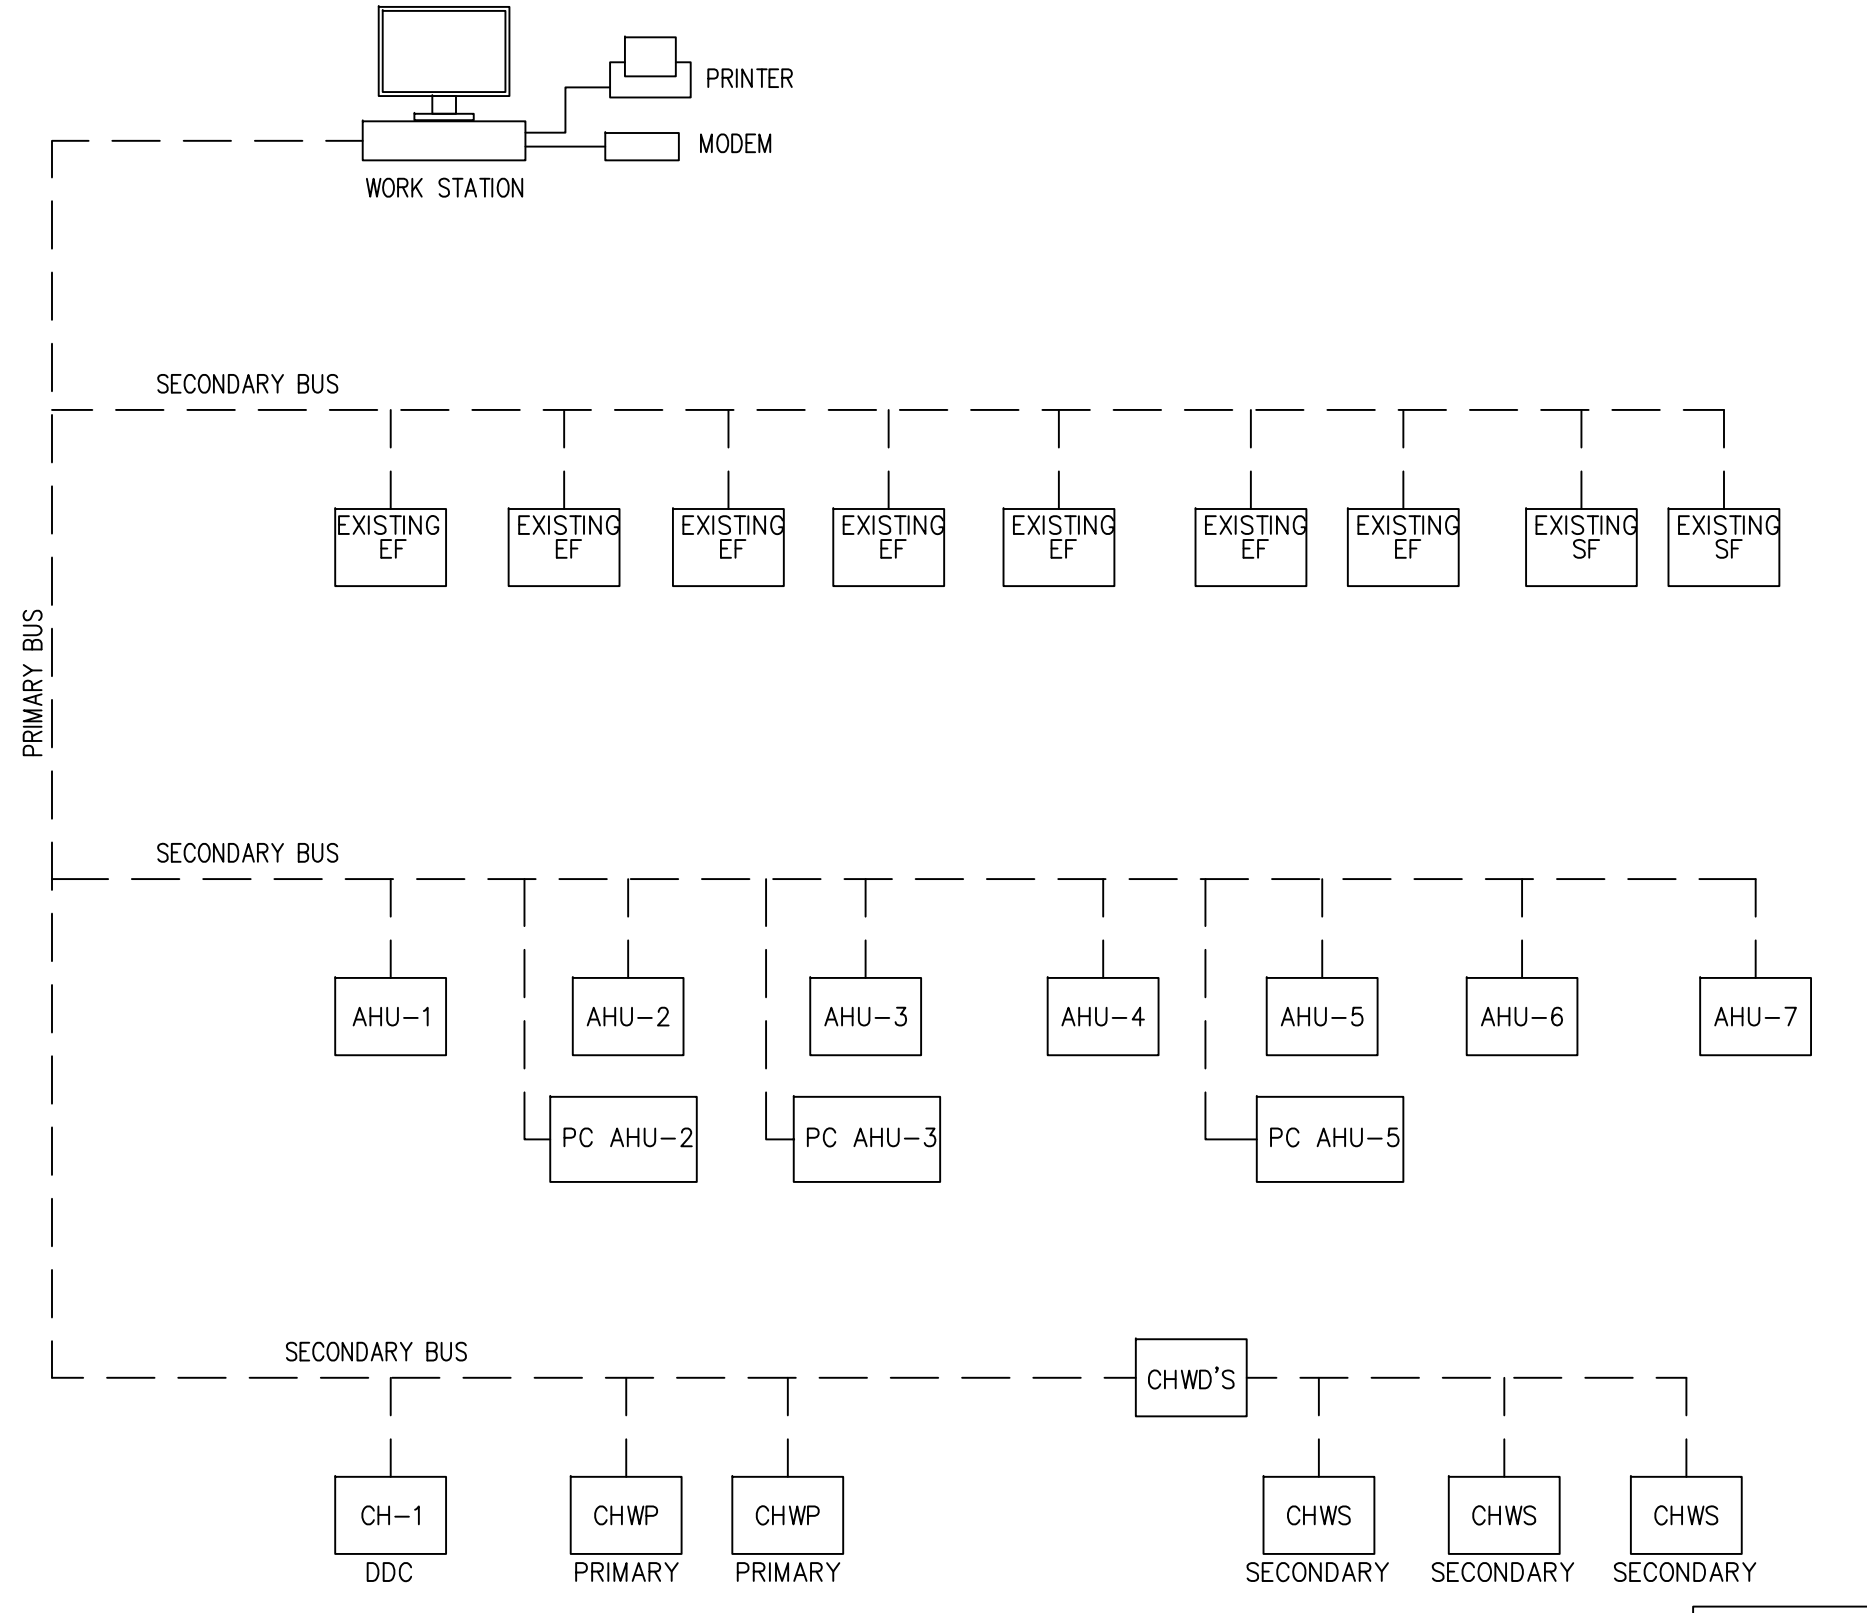 PRINTER
MODEM
WORK STATION
SECONDARY BUS
EXISTING
EF
EXISTING
EF
EXISTING
EF
EXISTING
EF
EXISTING
EF
EXISTING
EF
EXISTING
EF
EXISTING
SF
EXISTING
SF
PRIMARY BUS
SECONDARY BUS
AHU-1
AHU-2
AHU-3
AHU-4
AHU-5
AHU-6
AHU-7
PC AHU-2
PC AHU-3
PC AHU-5
SECONDARY BUS
CHWD'S
CH-1
CHWP
CHWP
CHWS
CHWS
CHWS
DDC
PRIMARY
PRIMARY
SECONDARY
SECONDARY
SECONDARY